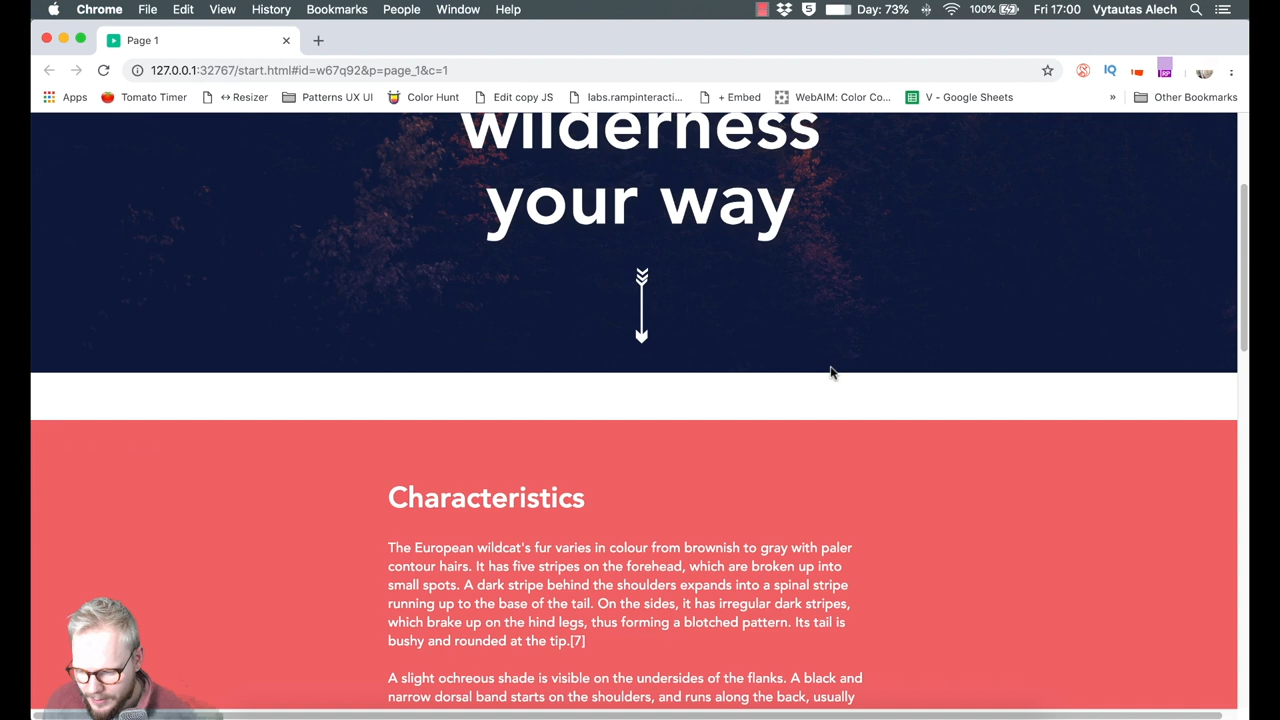 Chrome File Edit View History Bookmarks People Window Help 5 Day: 73% 100% Fri 17:00 Vytautas Alech
Page 1
127.0.0.1:32767/start.html#id=w67q92&p=page_1&c=1 IQ
Apps Tomato Timer ↔Resizer Patterns UX UI Color Hunt Edit copy JS labs.rampinteracti... + Embed WebAIM: Color Co... V - Google Sheets » Other Bookmarks
wilderness
your way
Characteristics
The European wildcat's fur varies in colour from brownish to gray with paler
contour hairs. It has five stripes on the forehead, which are broken up into
small spots. A dark stripe behind the shoulders expands into a spinal stripe
running up to the base of the tail. On the sides, it has irregular dark stripes,
which brake up on the hind legs, thus forming a blotched pattern. Its tail is
bushy and rounded at the tip.[7]
A slight ochreous shade is visible on the undersides of the flanks. A black and
narrow dorsal band starts on the shoulders, and runs along the back, usually